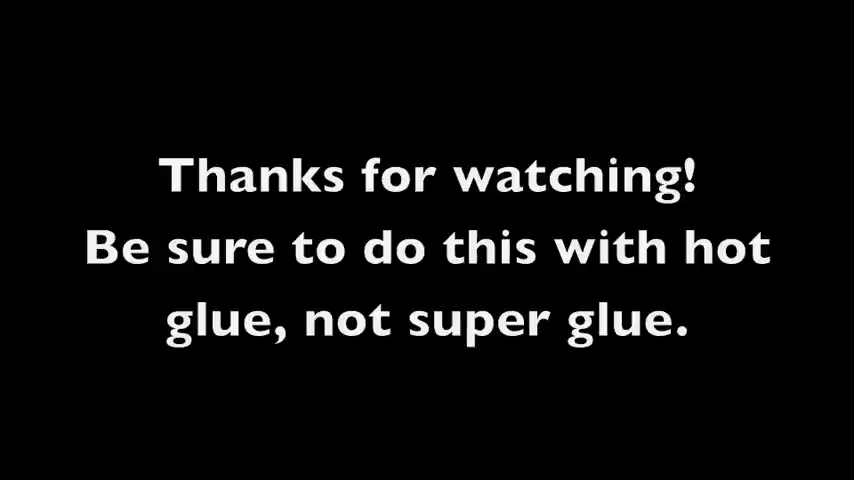 Thanks for watching!
Be sure to do this with hot
glue, not super glue.